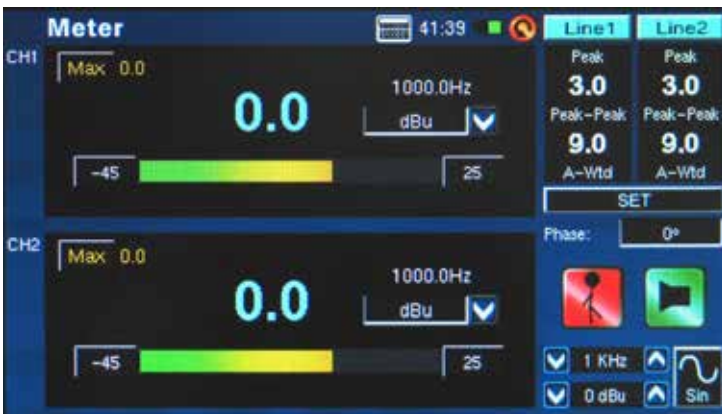 Meter 41:39
CH1
Max 0.0
0.0
1000.0Hz
dBu
-45 25
CH2
Max 0.0
0.0
1000.0Hz
dBu
-45 25
Line1 Line2
Peak Peak
3.0 3.0
Peak-Peak Peak-Peak
9.0 9.0
A-Wtd A-Wtd
SET
Phase: 0º
1 KHz
0 dBu
Sin